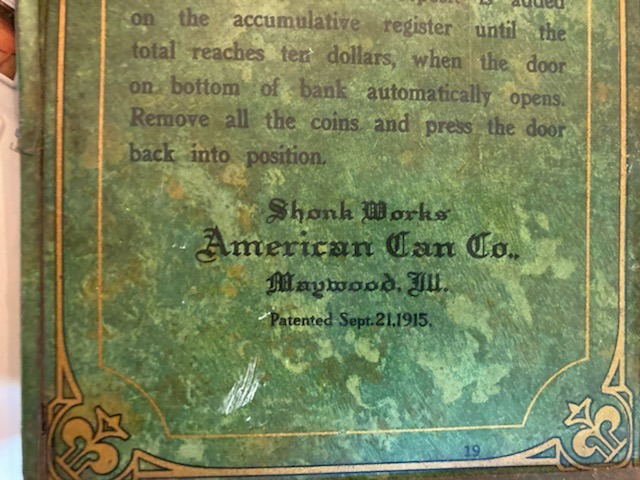 is added
on the accumulative register until the
total reaches ten dollars, when the door
on bottom of bank automatically opens.
Remove all the coins and press the door
back into position.
Shonk Works
American Can Co.,
Maywood, Ill.
Patented Sept.21,1915.
19